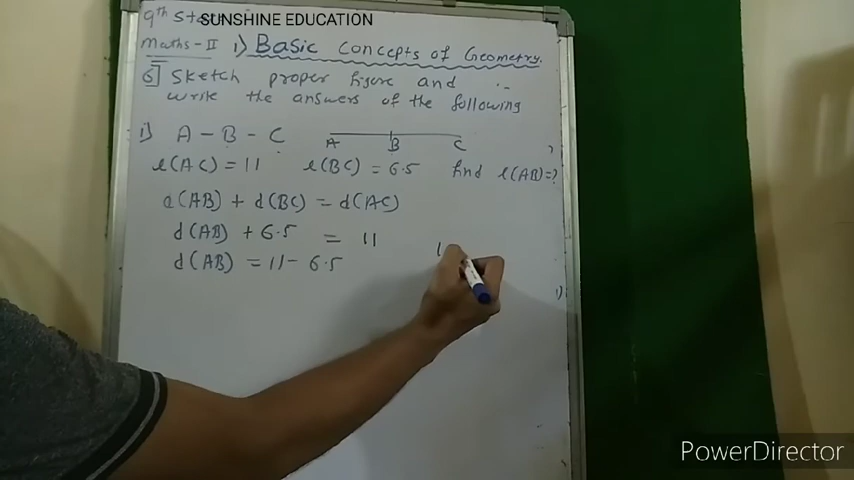 9th St
SUNSHINE EDUCATION
Maths-II 1) Basic Concepts of Geometry.
6] Sketch proper figure and
write the answers of the following
i) A - B - C
A B C
l(AC) = 11 l(BC) = 6.5 find l(AB)=?
d(AB) + d(BC) = d(AC)
d(AB) + 6.5 = 11
d(AB) = 11 - 6.5
PowerDirector